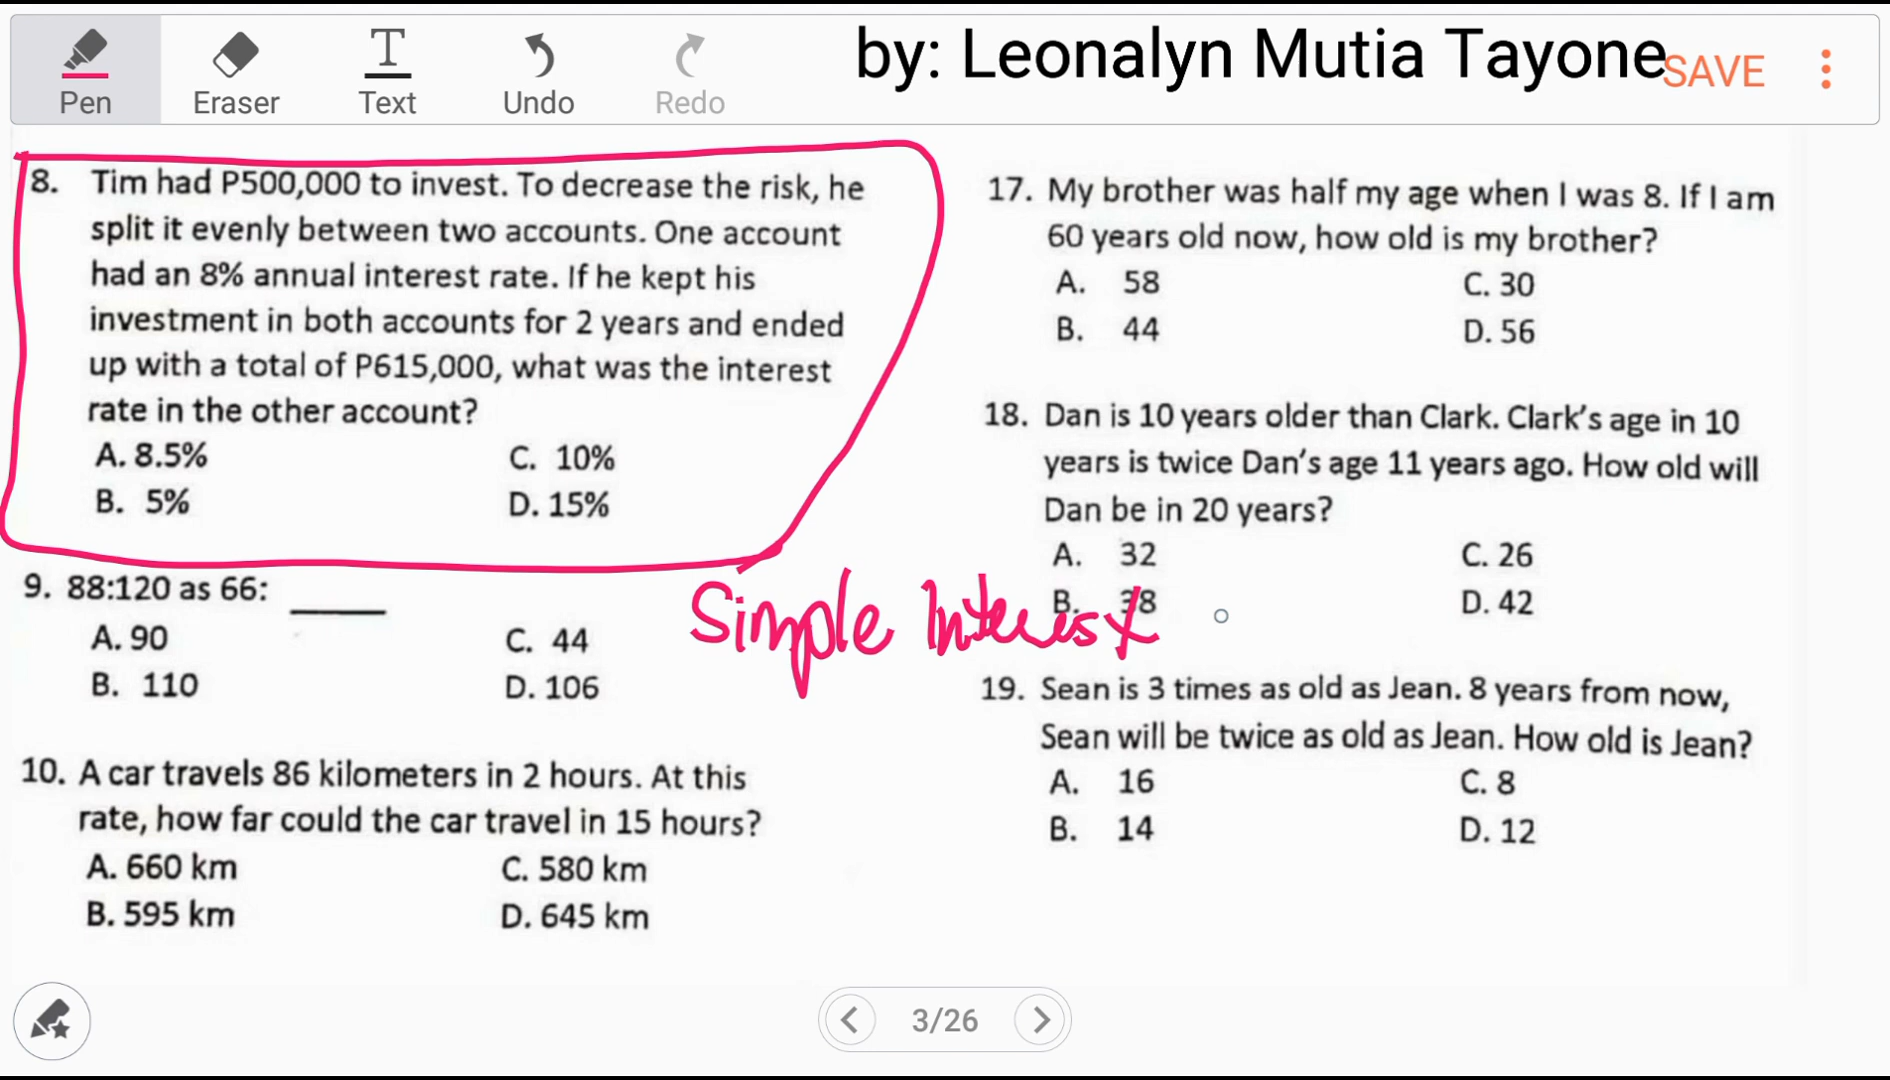 by: Leonalyn Mutia Tayone
SAVE
Pen
Eraser
Text
Undo
Redo
8. Tim had P500,000 to invest. To decrease the risk, he
split it evenly between two accounts. One account
had an 8% annual interest rate. If he kept his
investment in both accounts for 2 years and ended
up with a total of P615,000, what was the interest
rate in the other account?
A. 8.5%
C. 10%
B. 5%
D. 15%
Simple Interest
9. 88:120 as 66: ______
A. 90
C. 44
B. 110
D. 106
10. A car travels 86 kilometers in 2 hours. At this
rate, how far could the car travel in 15 hours?
A. 660 km
C. 580 km
B. 595 km
D. 645 km
17. My brother was half my age when I was 8. If I am
60 years old now, how old is my brother?
A. 58
C. 30
B. 44
D. 56
18. Dan is 10 years older than Clark. Clark's age in 10
years is twice Dan's age 11 years ago. How old will
Dan be in 20 years?
A. 32
C. 26
B. 38
D. 42
19. Sean is 3 times as old as Jean. 8 years from now,
Sean will be twice as old as Jean. How old is Jean?
A. 16
C. 8
B. 14
D. 12
3/26